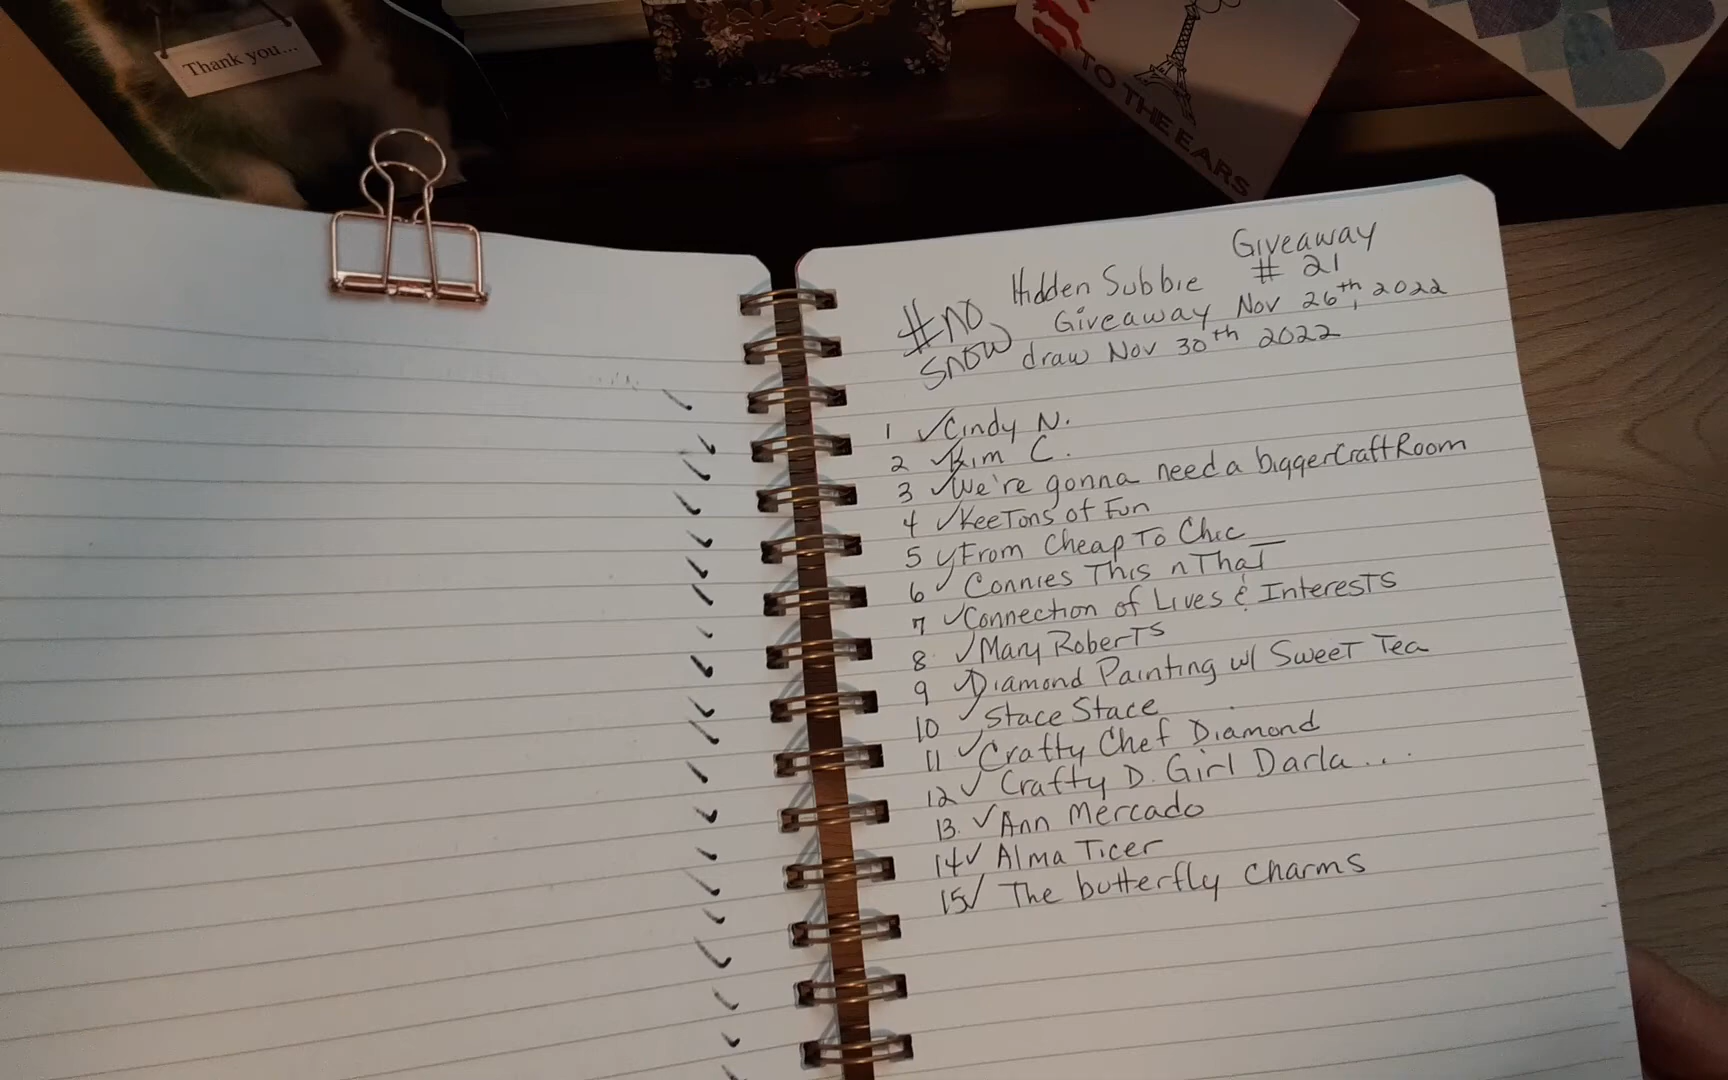 Thank you...
TO THE EARS
Giveaway
# 21
Hidden Subbie
Giveaway Nov 26th, 2022
#no
snow
draw Nov 30th 2022
1 ✓Cindy N.
2 ✓Kim C.
3 ✓We're gonna need a biggerCraftRoom
4 ✓KeeTons of Fun
5 ✓From Cheap To Chic
6 ✓ Connies This n That
7 ✓Connection of Lives & Interests
8. ✓Mary Roberts
9 ✓Diamond Painting w/ Sweet Tea
10 ✓Stace Stace
11 ✓Crafty Chef Diamond
12 ✓ Crafty D. Girl Darla...
13. ✓Ann Mercado
14✓ Alma Ticer
15✓ The butterfly charms